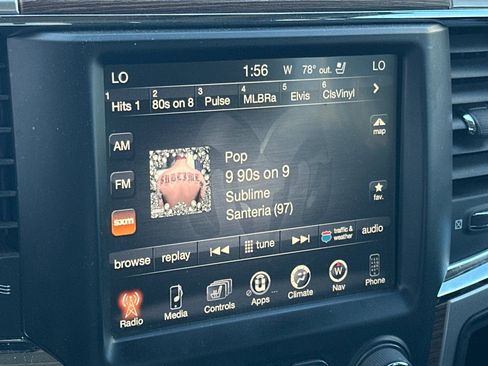 LO 1:56 W 78° out. LO
1 Hits 1 2 80s on 8 3 Pulse 4 MLBRa 5 Elvis 6 ClsVinyl >
AM
FM
sxm
SUBLIME
Pop
9 90s on 9
Sublime
Santeria (97)
map
fav.
browse replay tune traffic & weather audio
Radio Media Controls Apps Climate W Nav Phone